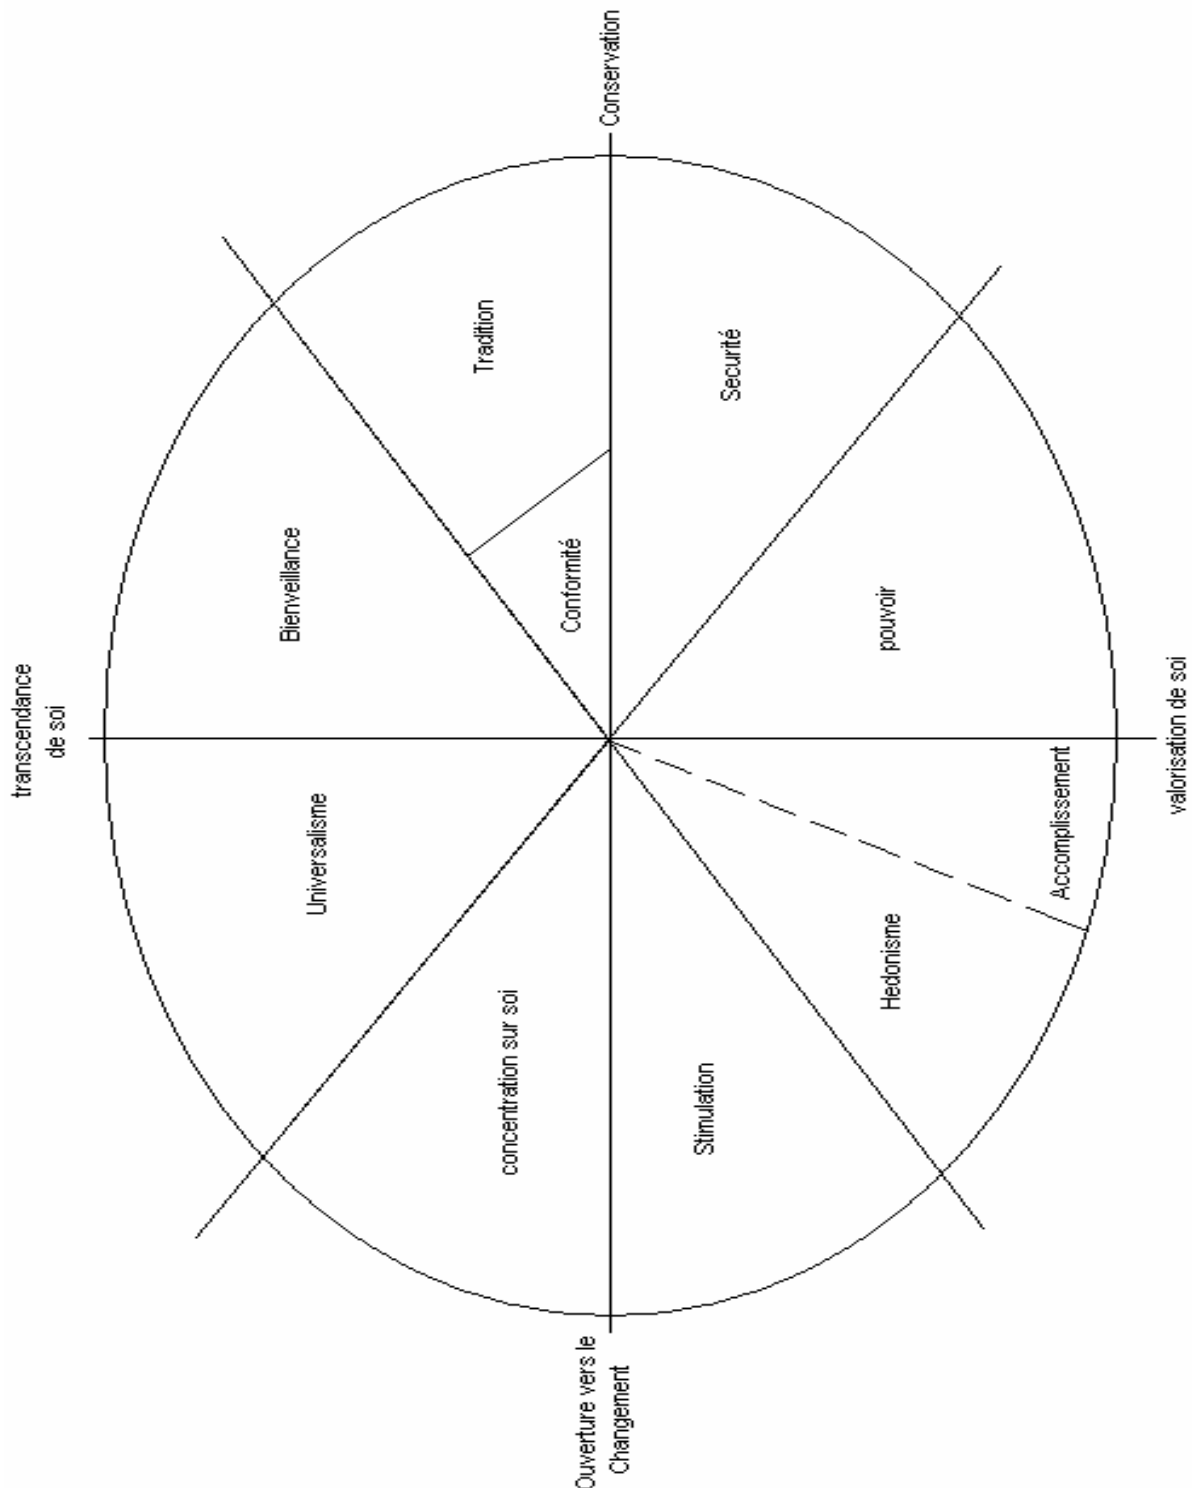 transcendance
de soi
Universalisme
Bienveillance
concentration sur soi
Tradition
Conformité
Ouverture vers le
Changement
Conservation
Stimulation
Securité
Hedonisme
pouvoir
Accomplissement
valorisation de soi